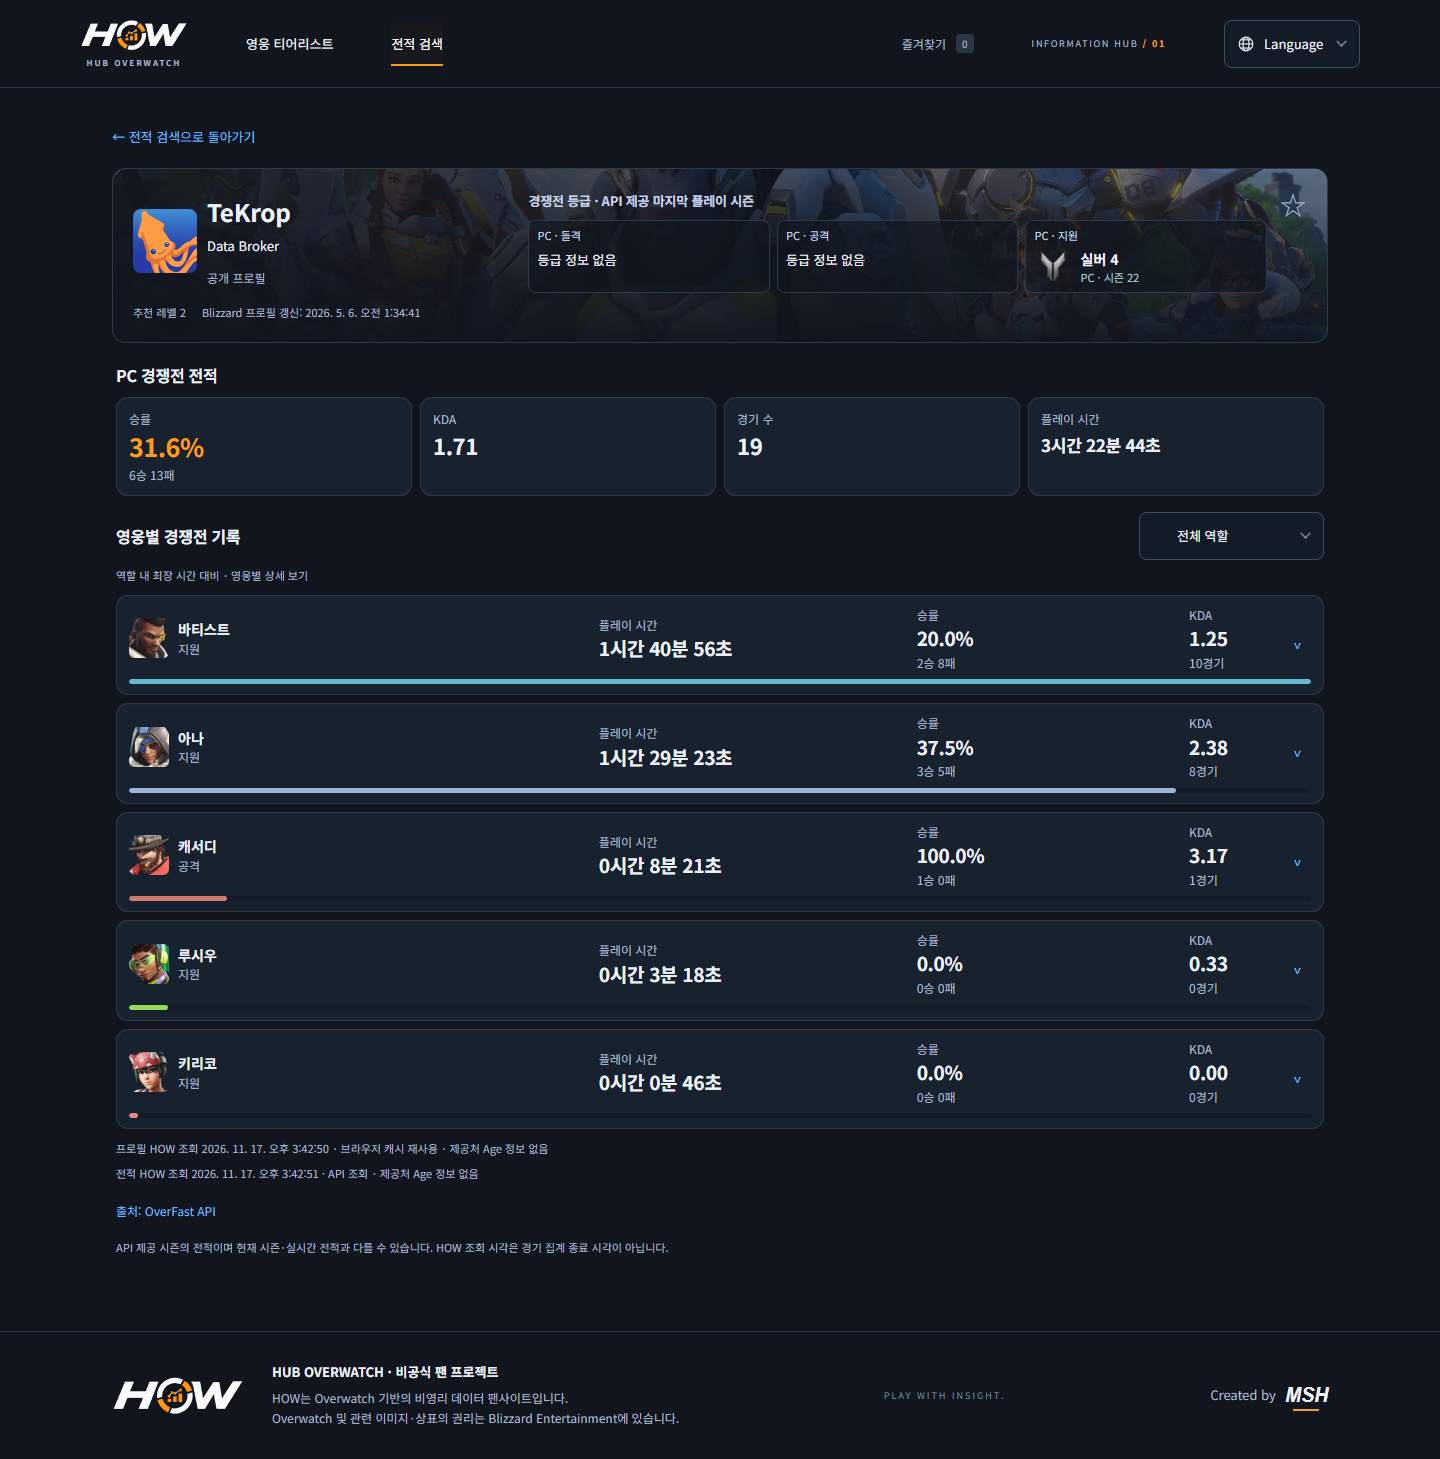 HOW
HUB OVERWATCH
영웅 티어리스트
전적 검색
즐겨찾기 0
INFORMATION HUB / 01
Language
← 전적 검색으로 돌아가기
TeKrop
Data Broker
공개 프로필
추천 레벨 2 Blizzard 프로필 갱신: 2026. 5. 6. 오전 1:34:41
경쟁전 등급 · API 제공 마지막 플레이 시즌
PC · 돌격
등급 정보 없음
PC · 공격
등급 정보 없음
PC · 지원
실버 4
PC · 시즌 22
PC 경쟁전 전적
승률
31.6%
6승 13패
KDA
1.71
경기 수
19
플레이 시간
3시간 22분 44초
영웅별 경쟁전 기록
전체 역할
역할 내 최장 시간 대비 · 영웅별 상세 보기
바티스트
지원
플레이 시간
1시간 40분 56초
승률
20.0%
2승 8패
KDA
1.25
10경기
v
아나
지원
플레이 시간
1시간 29분 23초
승률
37.5%
3승 5패
KDA
2.38
8경기
v
캐서디
공격
플레이 시간
0시간 8분 21초
승률
100.0%
1승 0패
KDA
3.17
1경기
v
루시우
지원
플레이 시간
0시간 3분 18초
승률
0.0%
0승 0패
KDA
0.33
0경기
v
키리코
지원
플레이 시간
0시간 0분 46초
승률
0.0%
0승 0패
KDA
0.00
0경기
v
프로필 HOW 조회 2026. 11. 17. 오후 3:42:50 · 브라우저 캐시 재사용 · 제공처 Age 정보 없음
전적 HOW 조회 2026. 11. 17. 오후 3:42:51 · API 조회 · 제공처 Age 정보 없음
출처: OverFast API
API 제공 시즌의 전적이며 현재 시즌·실시간 전적과 다를 수 있습니다. HOW 조회 시각은 경기 집계 종료 시각이 아닙니다.
HOW
HUB OVERWATCH · 비공식 팬 프로젝트
HOW는 Overwatch 기반의 비영리 데이터 팬사이트입니다.
Overwatch 및 관련 이미지·상표의 권리는 Blizzard Entertainment에 있습니다.
PLAY WITH INSIGHT.
Created by MSH